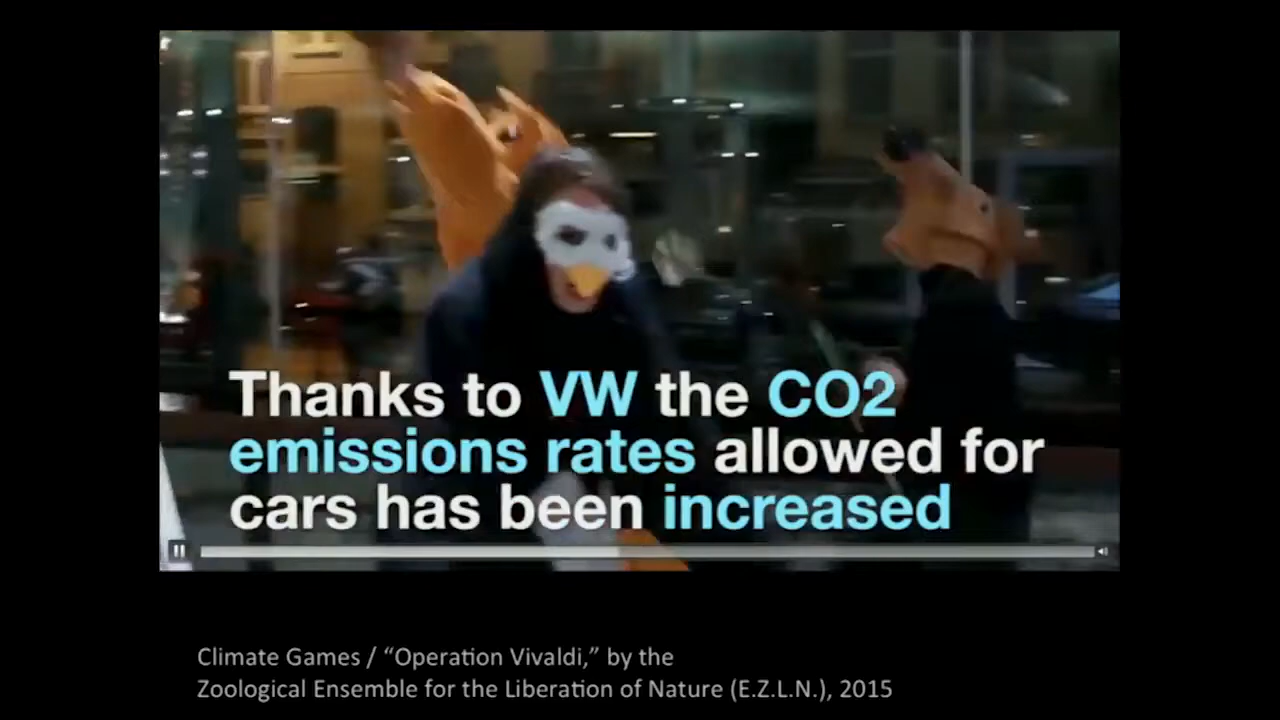 Thanks to VW the CO2
emissions rates allowed for
cars has been increased
Climate Games / “Operation Vivaldi,” by the
Zoological Ensemble for the Liberation of Nature (E.Z.L.N.), 2015